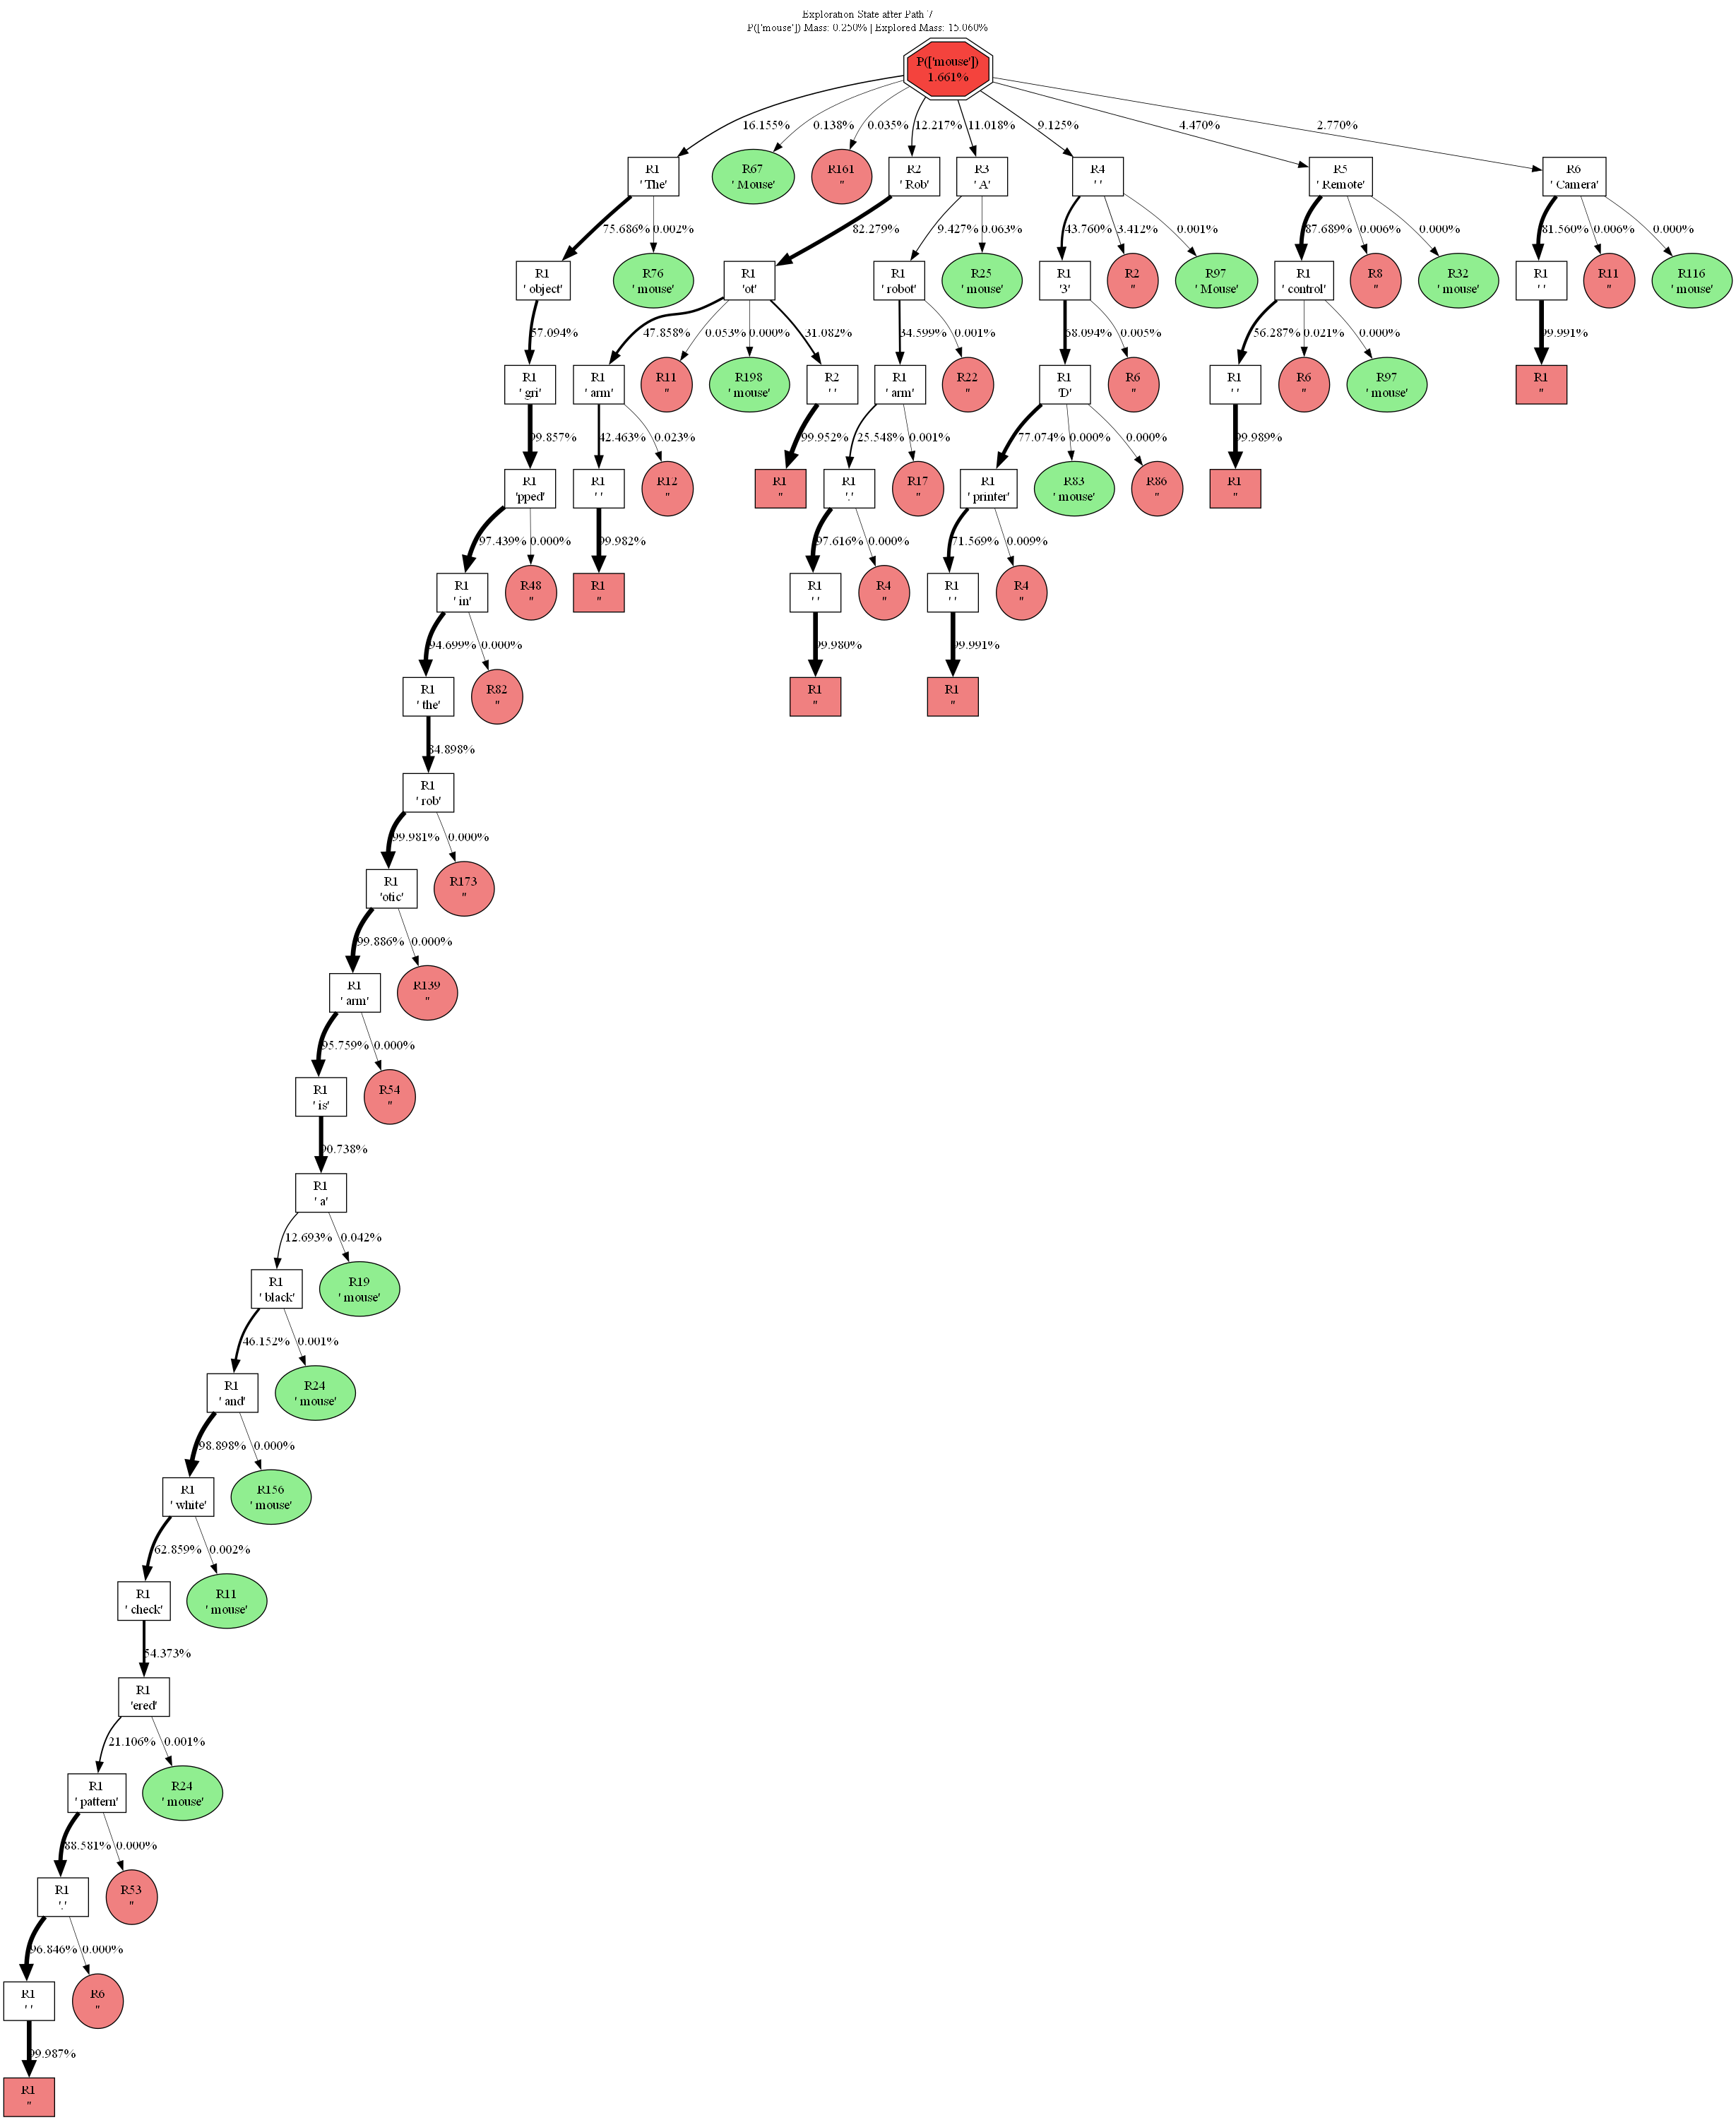 Exploration State after Path 7
P(['mouse']) Mass: 0.250% | Explored Mass: 15.060%
P(['mouse'])
1.661%
16.155%
0.138%
0.035%
12.217%
11.018%
9.125%
4.470%
2.770%
R1
' The'
R67
' Mouse'
R161
''
R2
' Rob'
R3
' A'
R4
' '
R5
' Remote'
R6
' Camera'
75.686%
0.002%
82.279%
9.427%
0.063%
43.760%
3.412%
0.001%
87.689%
0.006%
0.000%
81.560%
0.006%
0.000%
R1
' object'
R76
' mouse'
R1
'ot'
R1
' robot'
R25
' mouse'
R1
'3'
R2
''
R97
' Mouse'
R1
' control'
R8
''
R32
' mouse'
R1
' '
R11
''
R116
' mouse'
57.094%
47.858%
0.053%
0.000%
31.082%
34.599%
0.001%
68.094%
0.005%
56.287%
0.021%
0.000%
99.991%
R1
' gri'
R1
' arm'
R11
''
R198
' mouse'
R2
' '
R1
' arm'
R22
''
R1
'D'
R6
''
R1
' '
R6
''
R97
' mouse'
R1
''
99.857%
42.463%
0.023%
99.952%
25.548%
0.001%
77.074%
0.000%
0.000%
99.989%
R1
'pped'
R1
' '
R12
''
R1
''
R1
'.'
R17
''
R1
' printer'
R83
' mouse'
R86
''
R1
''
97.439%
0.000%
99.982%
97.616%
0.000%
71.569%
0.009%
R1
' in'
R48
''
R1
''
R1
' '
R4
''
R1
' '
R4
''
94.699%
0.000%
99.980%
99.991%
R1
' the'
R82
''
R1
''
R1
''
84.898%
R1
' rob'
99.981%
0.000%
R1
'otic'
R173
''
99.886%
0.000%
R1
' arm'
R139
''
95.759%
0.000%
R1
' is'
R54
''
90.738%
R1
' a'
12.693%
0.042%
R1
' black'
R19
' mouse'
46.152%
0.001%
R1
' and'
R24
' mouse'
98.898%
0.000%
R1
' white'
R156
' mouse'
62.859%
0.002%
R1
' check'
R11
' mouse'
54.373%
R1
'ered'
21.106%
0.001%
R1
' pattern'
R24
' mouse'
88.581%
0.000%
R1
'.'
R53
''
96.846%
0.000%
R1
' '
R6
''
99.987%
R1
''